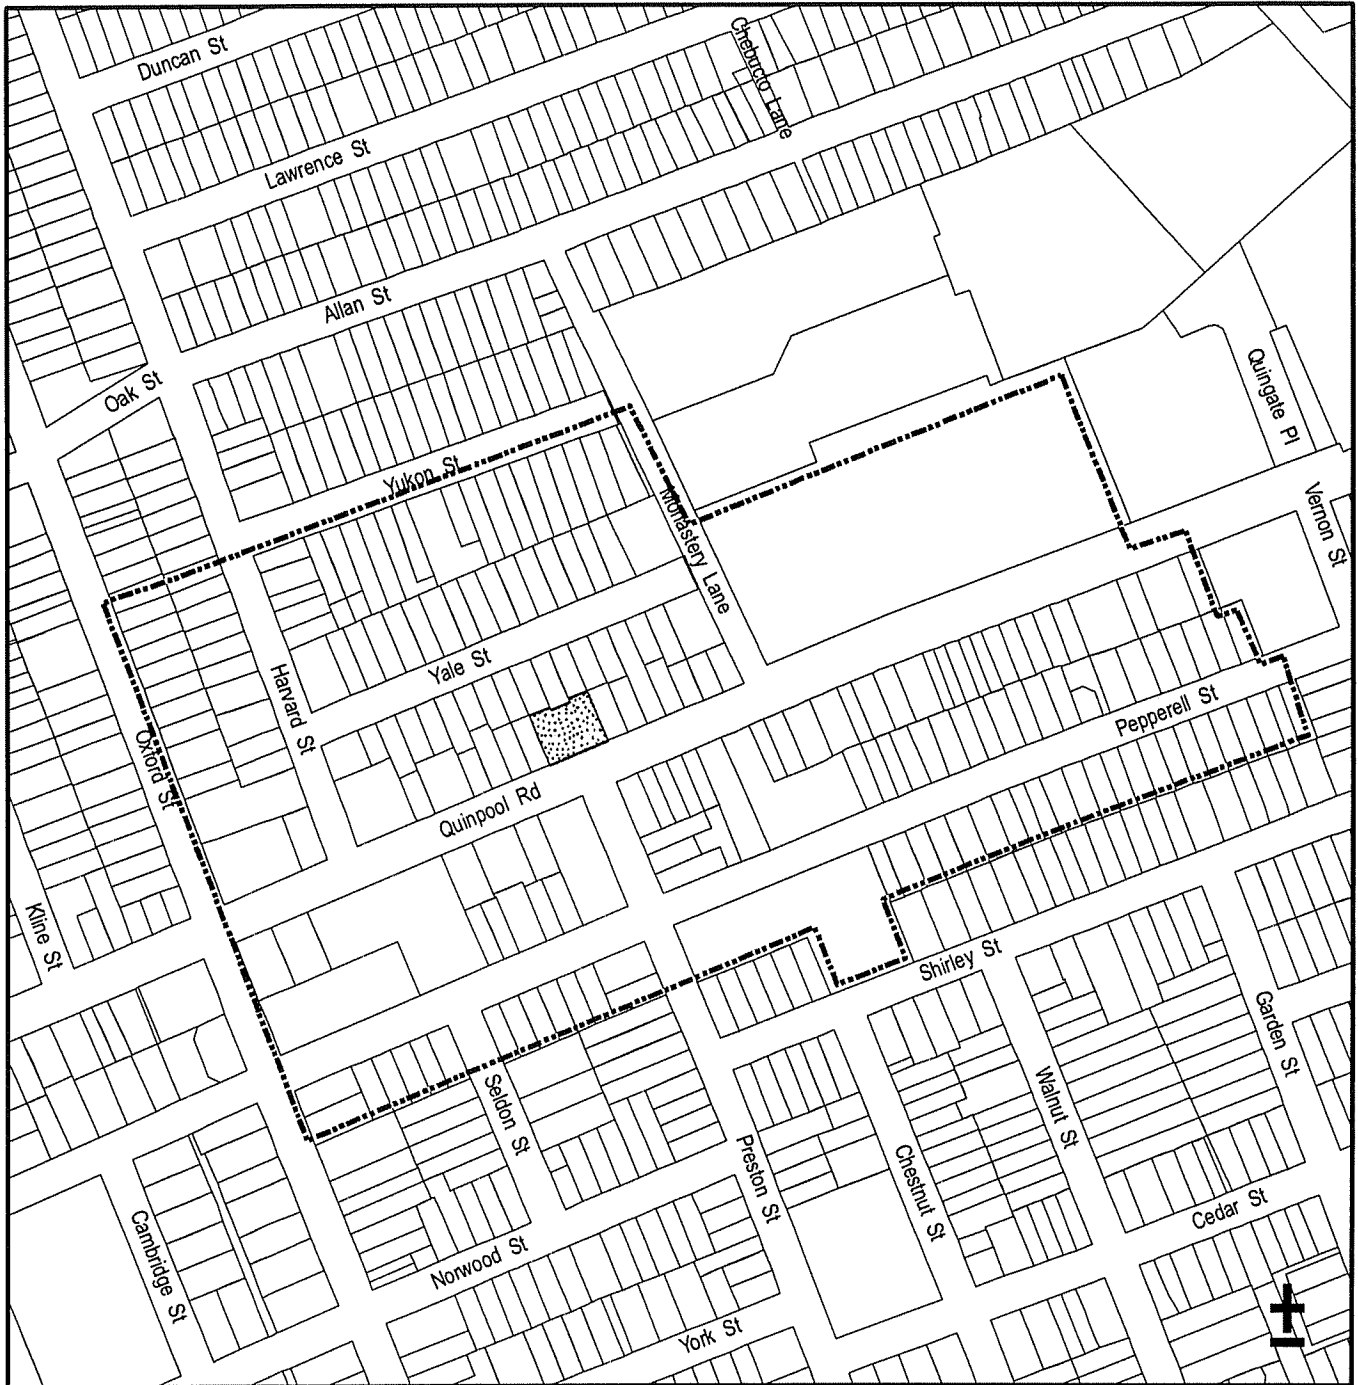 Duncan St
Chebucto Lane
Lawrence St
Allan St
Oak St
Quingate Pl
Yukon St
Monastery Lane
Vernon St
Yale St
Harvard St
Pepperell St
Oxford St
Quinpool Rd
Kline St
Shirley St
Garden St
Seldon St
Walnut St
Preston St
Chestnut St
Cambridge St
Cedar St
Norwood St
York St